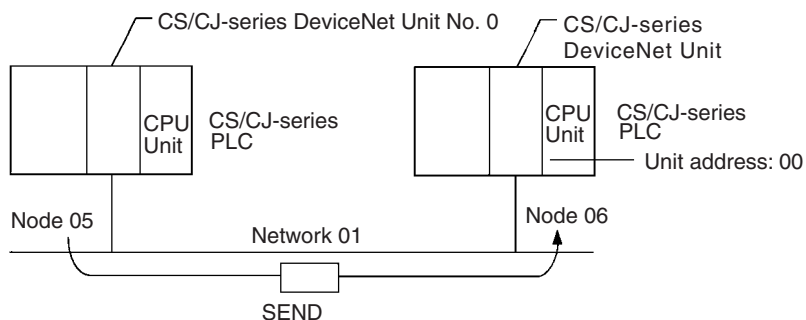 CS/CJ-series DeviceNet Unit No. 0
CS/CJ-series
DeviceNet Unit
CPU
Unit
CS/CJ-series
PLC
CPU
Unit
CS/CJ-series
PLC
Unit address: 00
Node 05
Network 01
Node 06
SEND